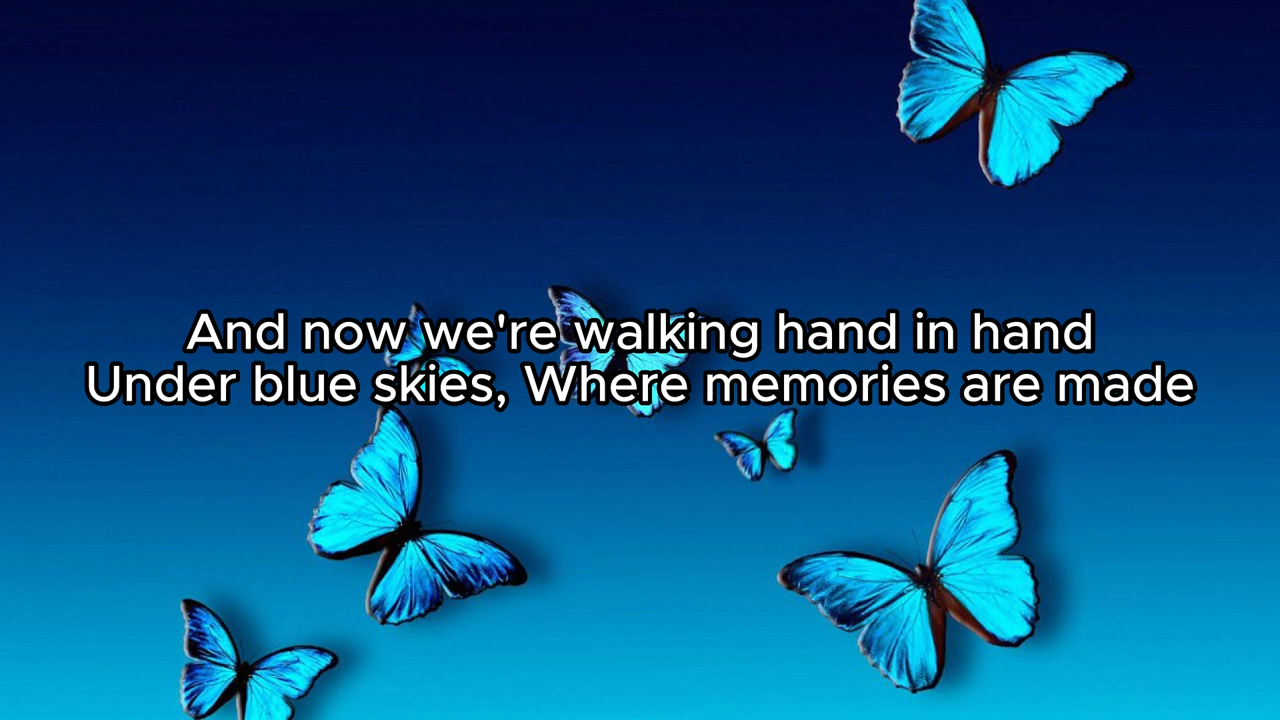 And now we're walking hand in hand
Under blue skies, Where memories are made